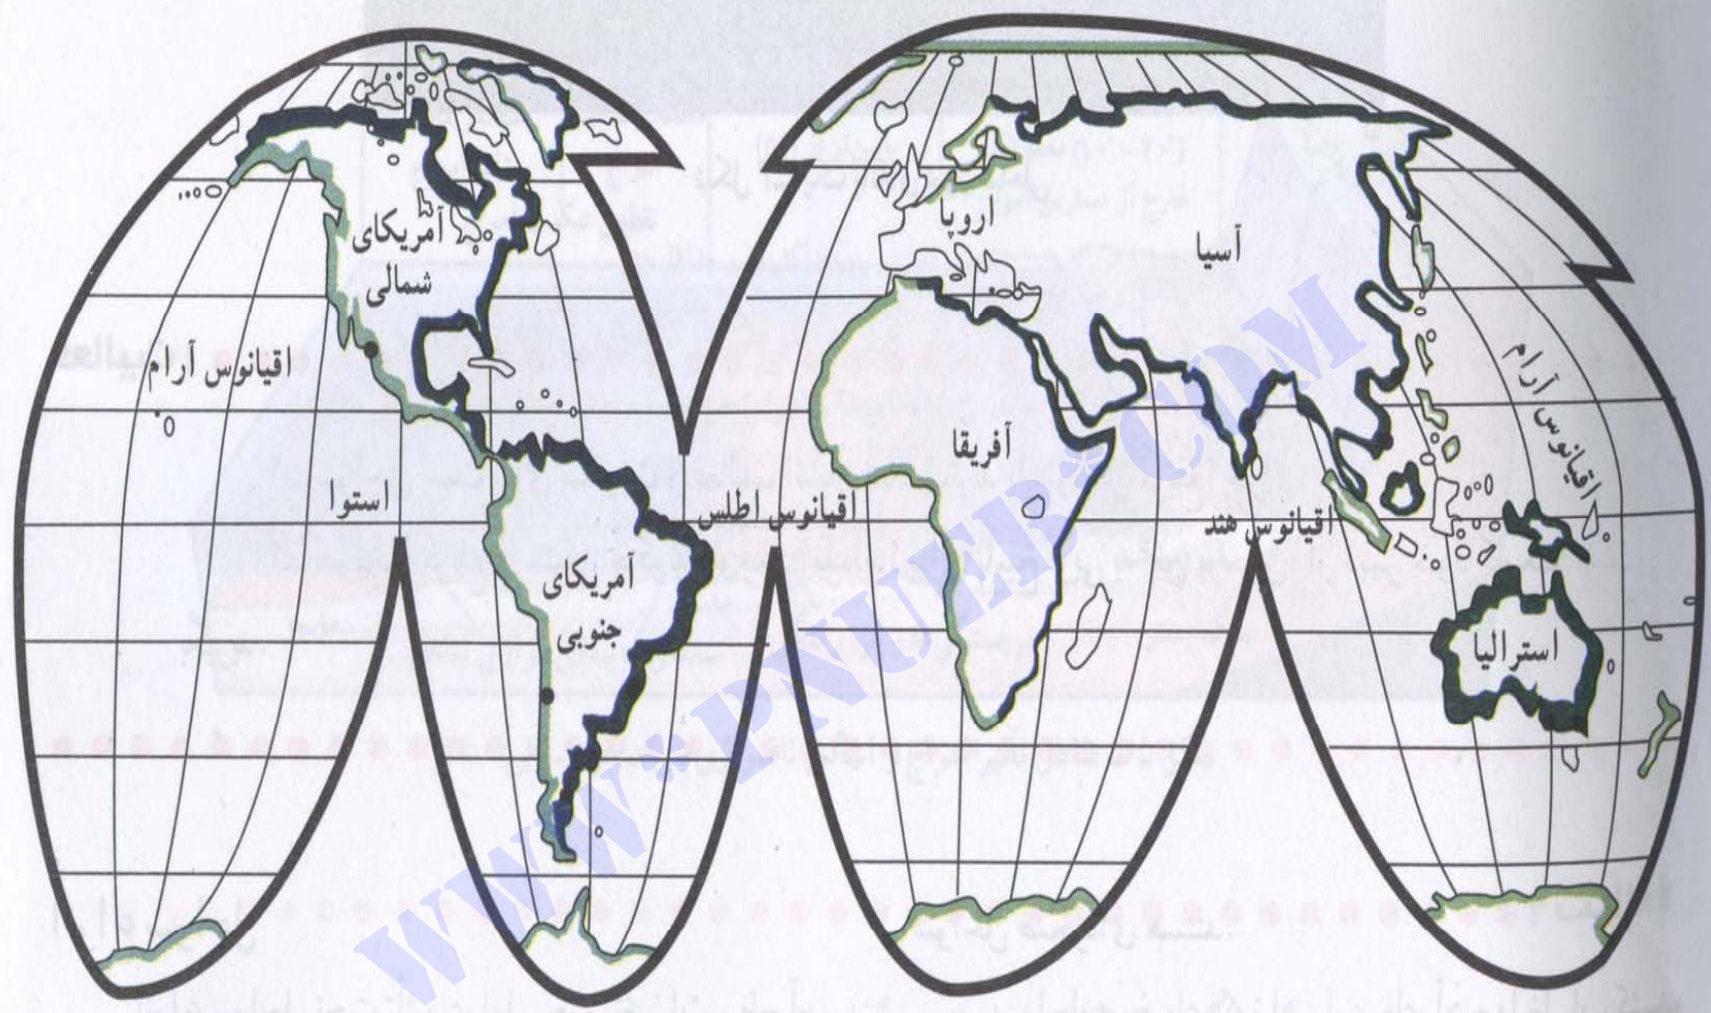 آمریکای
شمالی
اقیانوس آرام
استوا
آمریکای
جنوبی
اقیانوس اطلس
اروپا
آسیا
آفریقا
اقیانوس هند
اقیانوس آرام
استرالیا
WWW.PNUEB.COM